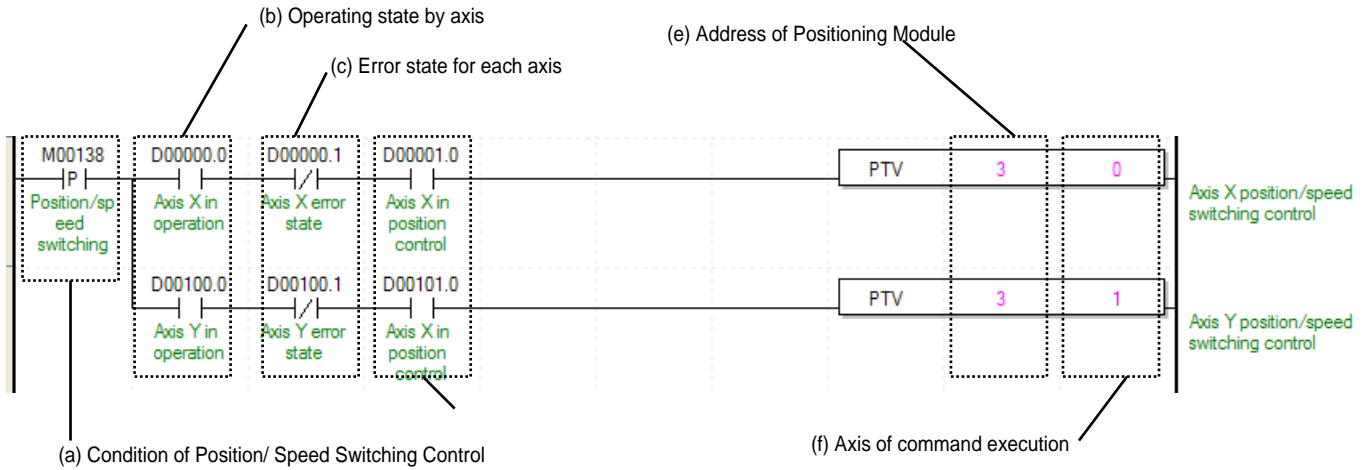 (b) Operating state by axis
(e) Address of Positioning Module
(c) Error state for each axis
M00138
D00000.0
D00000.1
D00001.0
P
PTV
3
0
Position/sp
eed
switching
Axis X in
operation
Axis X error
state
Axis X in
position
control
Axis X position/speed
switching control
D00100.0
D00100.1
D00101.0
PTV
3
1
Axis Y in
operation
Axis Y error
state
Axis X in
position
control
Axis Y position/speed
switching control
(a) Condition of Position/ Speed Switching Control
(f) Axis of command execution